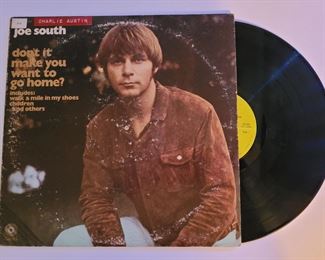 CHARLIE AUSTIN
joe south
don't it
make you
want to
go home?
includes:
walk a mile in my shoes
children
and others